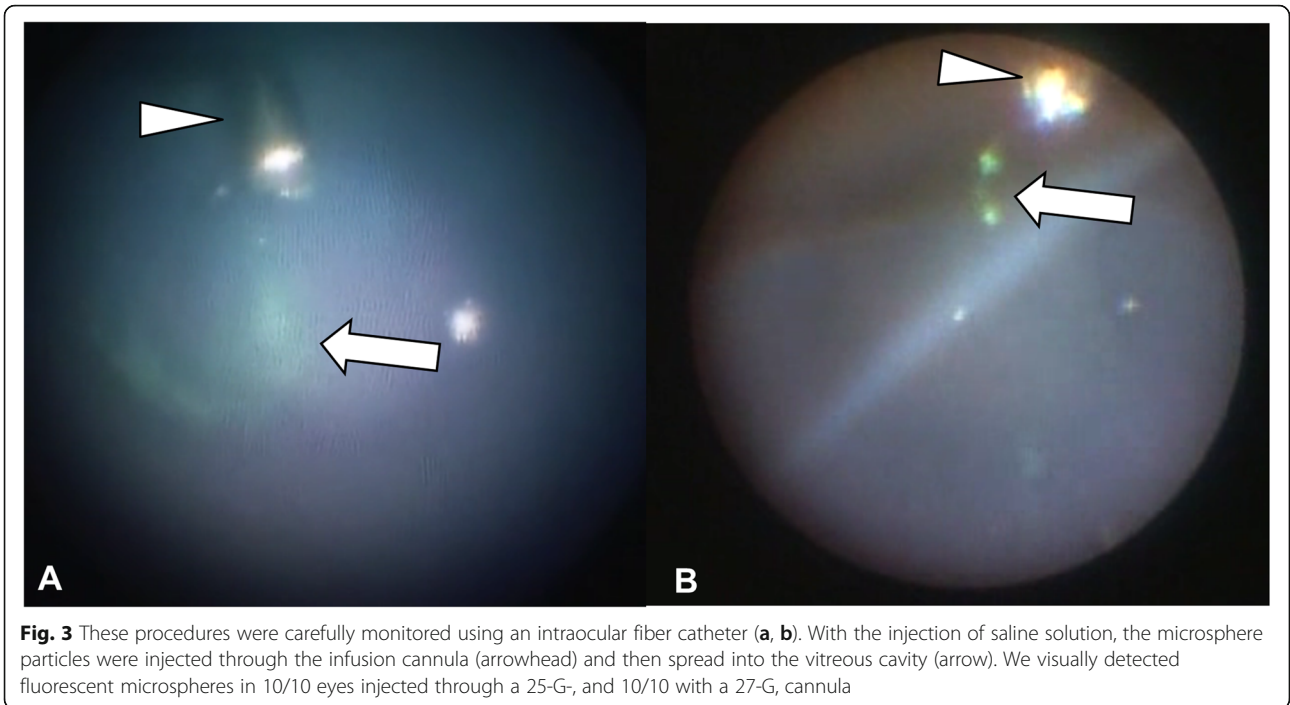 A
B
Fig. 3 These procedures were carefully monitored using an intraocular fiber catheter (a, b). With the injection of saline solution, the microsphere
particles were injected through the infusion cannula (arrowhead) and then spread into the vitreous cavity (arrow). We visually detected
fluorescent microspheres in 10/10 eyes injected through a 25-G-, and 10/10 with a 27-G, cannula